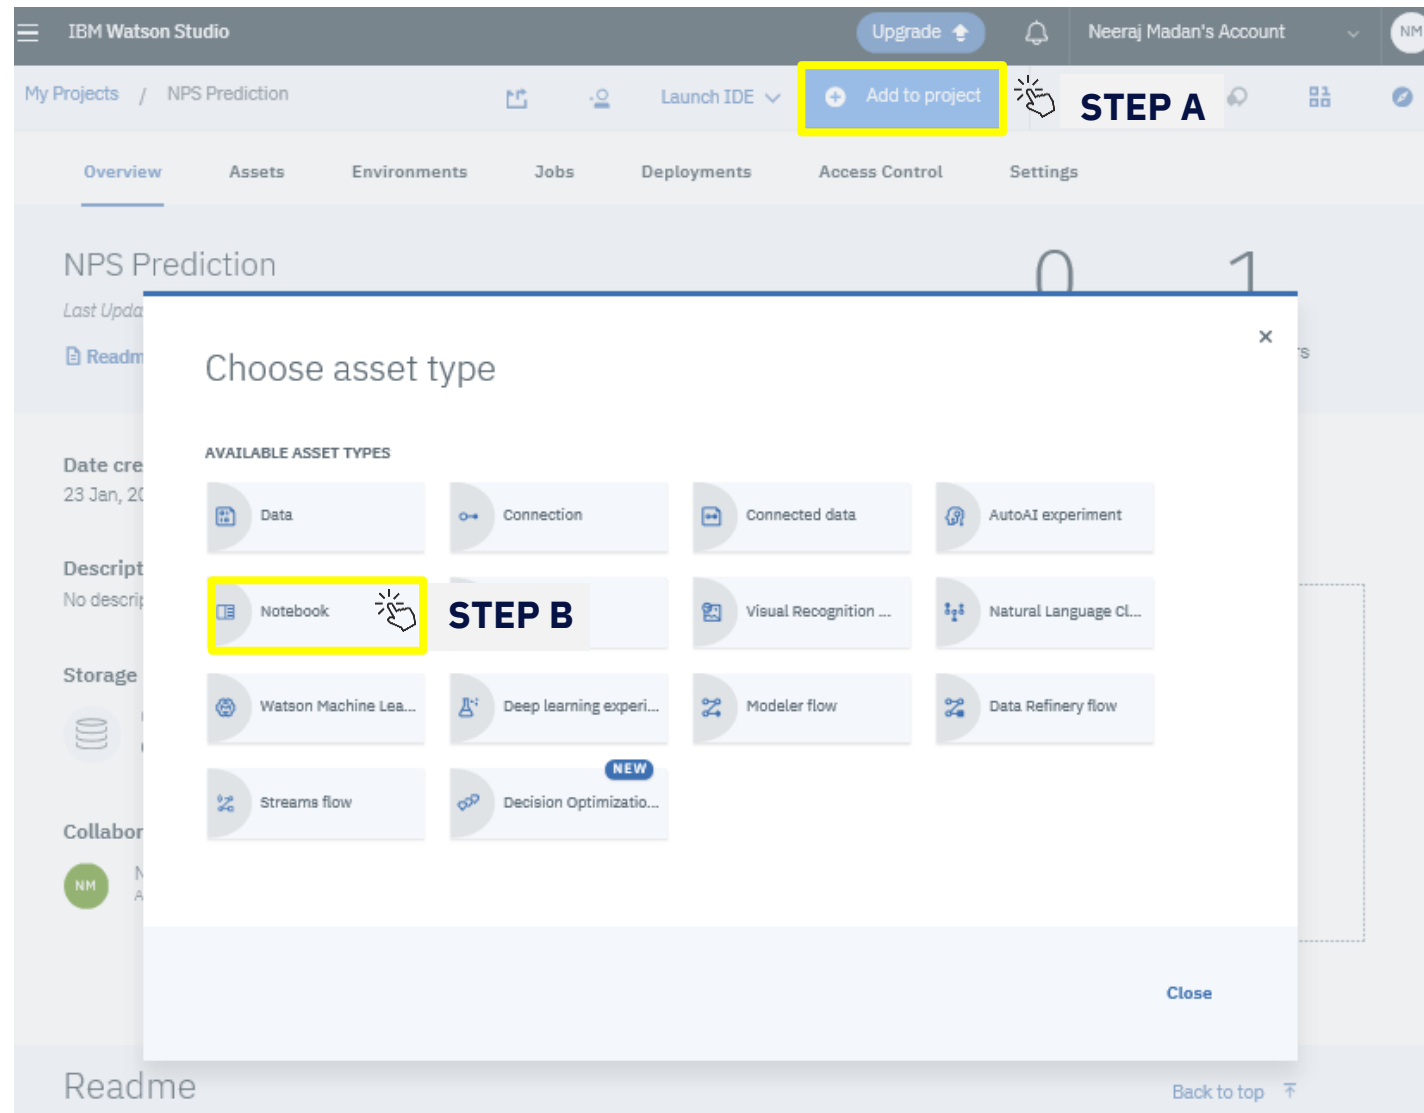 IBM Watson Studio
Upgrade
Neeraj Madan's Account
NM
My Projects / NPS Prediction
Launch IDE
Add to project
STEP A
Overview
Assets
Environments
Jobs
Deployments
Access Control
Settings
NPS Prediction
0
1
Last Upda
Readm
rs
Choose asset type
AVAILABLE ASSET TYPES
Date cre
23 Jan, 20
Data
Connection
Connected data
AutoAI experiment
Descript
No descrip
Notebook
STEP B
Visual Recognition ...
Natural Language Cl...
Storage
Watson Machine Lea...
Deep learning experi...
Modeler flow
Data Refinery flow
NEW
Streams flow
Decision Optimizatio...
Collabor
NM
N
A
Close
Readme
Back to top